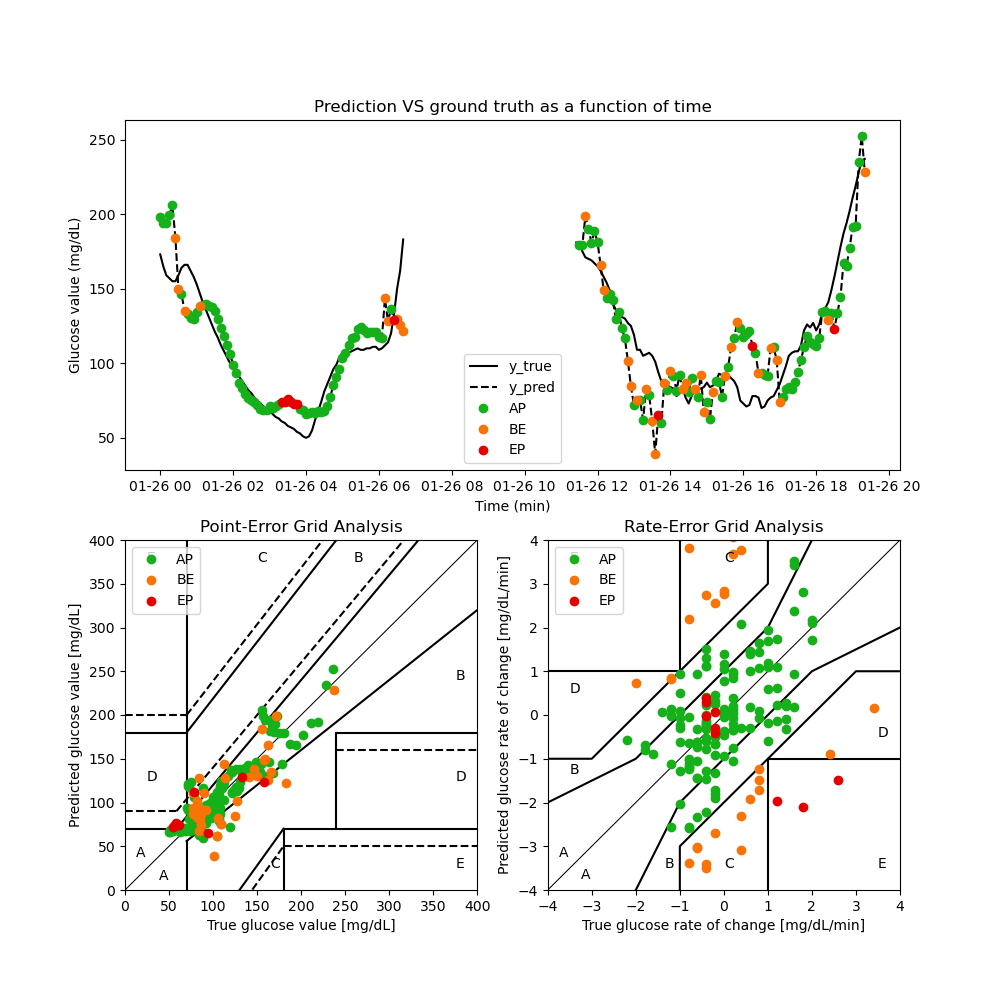 Prediction VS ground truth as a function of time
Glucose value (mg/dL)
250
200
150
100
50
y_true
y_pred
AP
BE
EP
01-26 00 01-26 02 01-26 04 01-26 06 01-26 08 01-26 10 01-26 12 01-26 14 01-26 16 01-26 18 01-26 20
Time (min)
Point-Error Grid Analysis
Predicted glucose value [mg/dL]
400
350
300
250
200
150
100
50
0
AP
BE
EP
C
B
B
D
D
A
A
C
E
0 50 100 150 200 250 300 350 400
True glucose value [mg/dL]
Rate-Error Grid Analysis
Predicted glucose rate of change [mg/dL/min]
4
3
2
1
0
−1
−2
−3
−4
AP
BE
EP
C
D
D
B
A
A
B
C
E
−4 −3 −2 −1 0 1 2 3 4
True glucose rate of change [mg/dL/min]